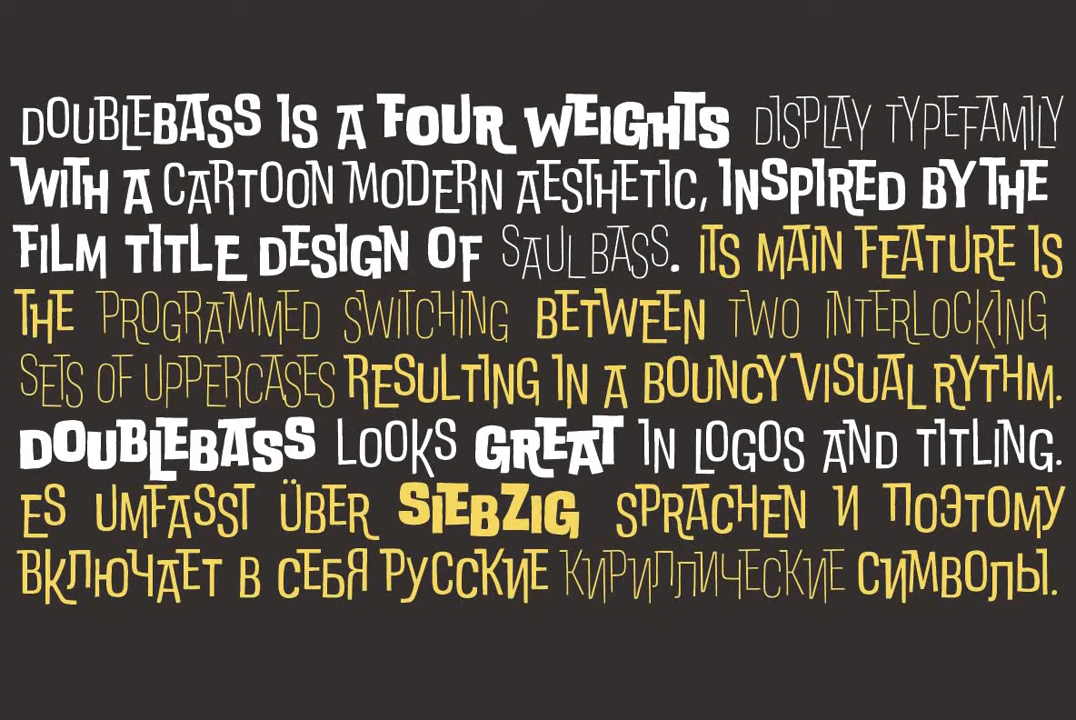 DOUBLEBASS IS A FOUR WEIGHTS DISPLAY TYPEFAMILY
WITH A CARTOON MODERN AESTHETIC, INSPIRED BY THE
FILM TITLE DESIGN OF SAUL BASS. ITS MAIN FEATURE IS
THE PROGRAMMED SWITCHING BETWEEN TWO INTERLOCKING
SETS OF UPPERCASES RESULTING IN A BOUNCY VISUAL RYTHM.
DOUBLEBASS LOOKS GREAT IN LOGOS AND TITLING.
ES UMFASST ÜBER SIEBZIG SPRACHEN И ПОЭТОМУ
ВКЛЮЧАЕТ В СЕБЯ РУССКИЕ КИРИЛЛИЧЕСКИЕ СИМВОЛЫ.